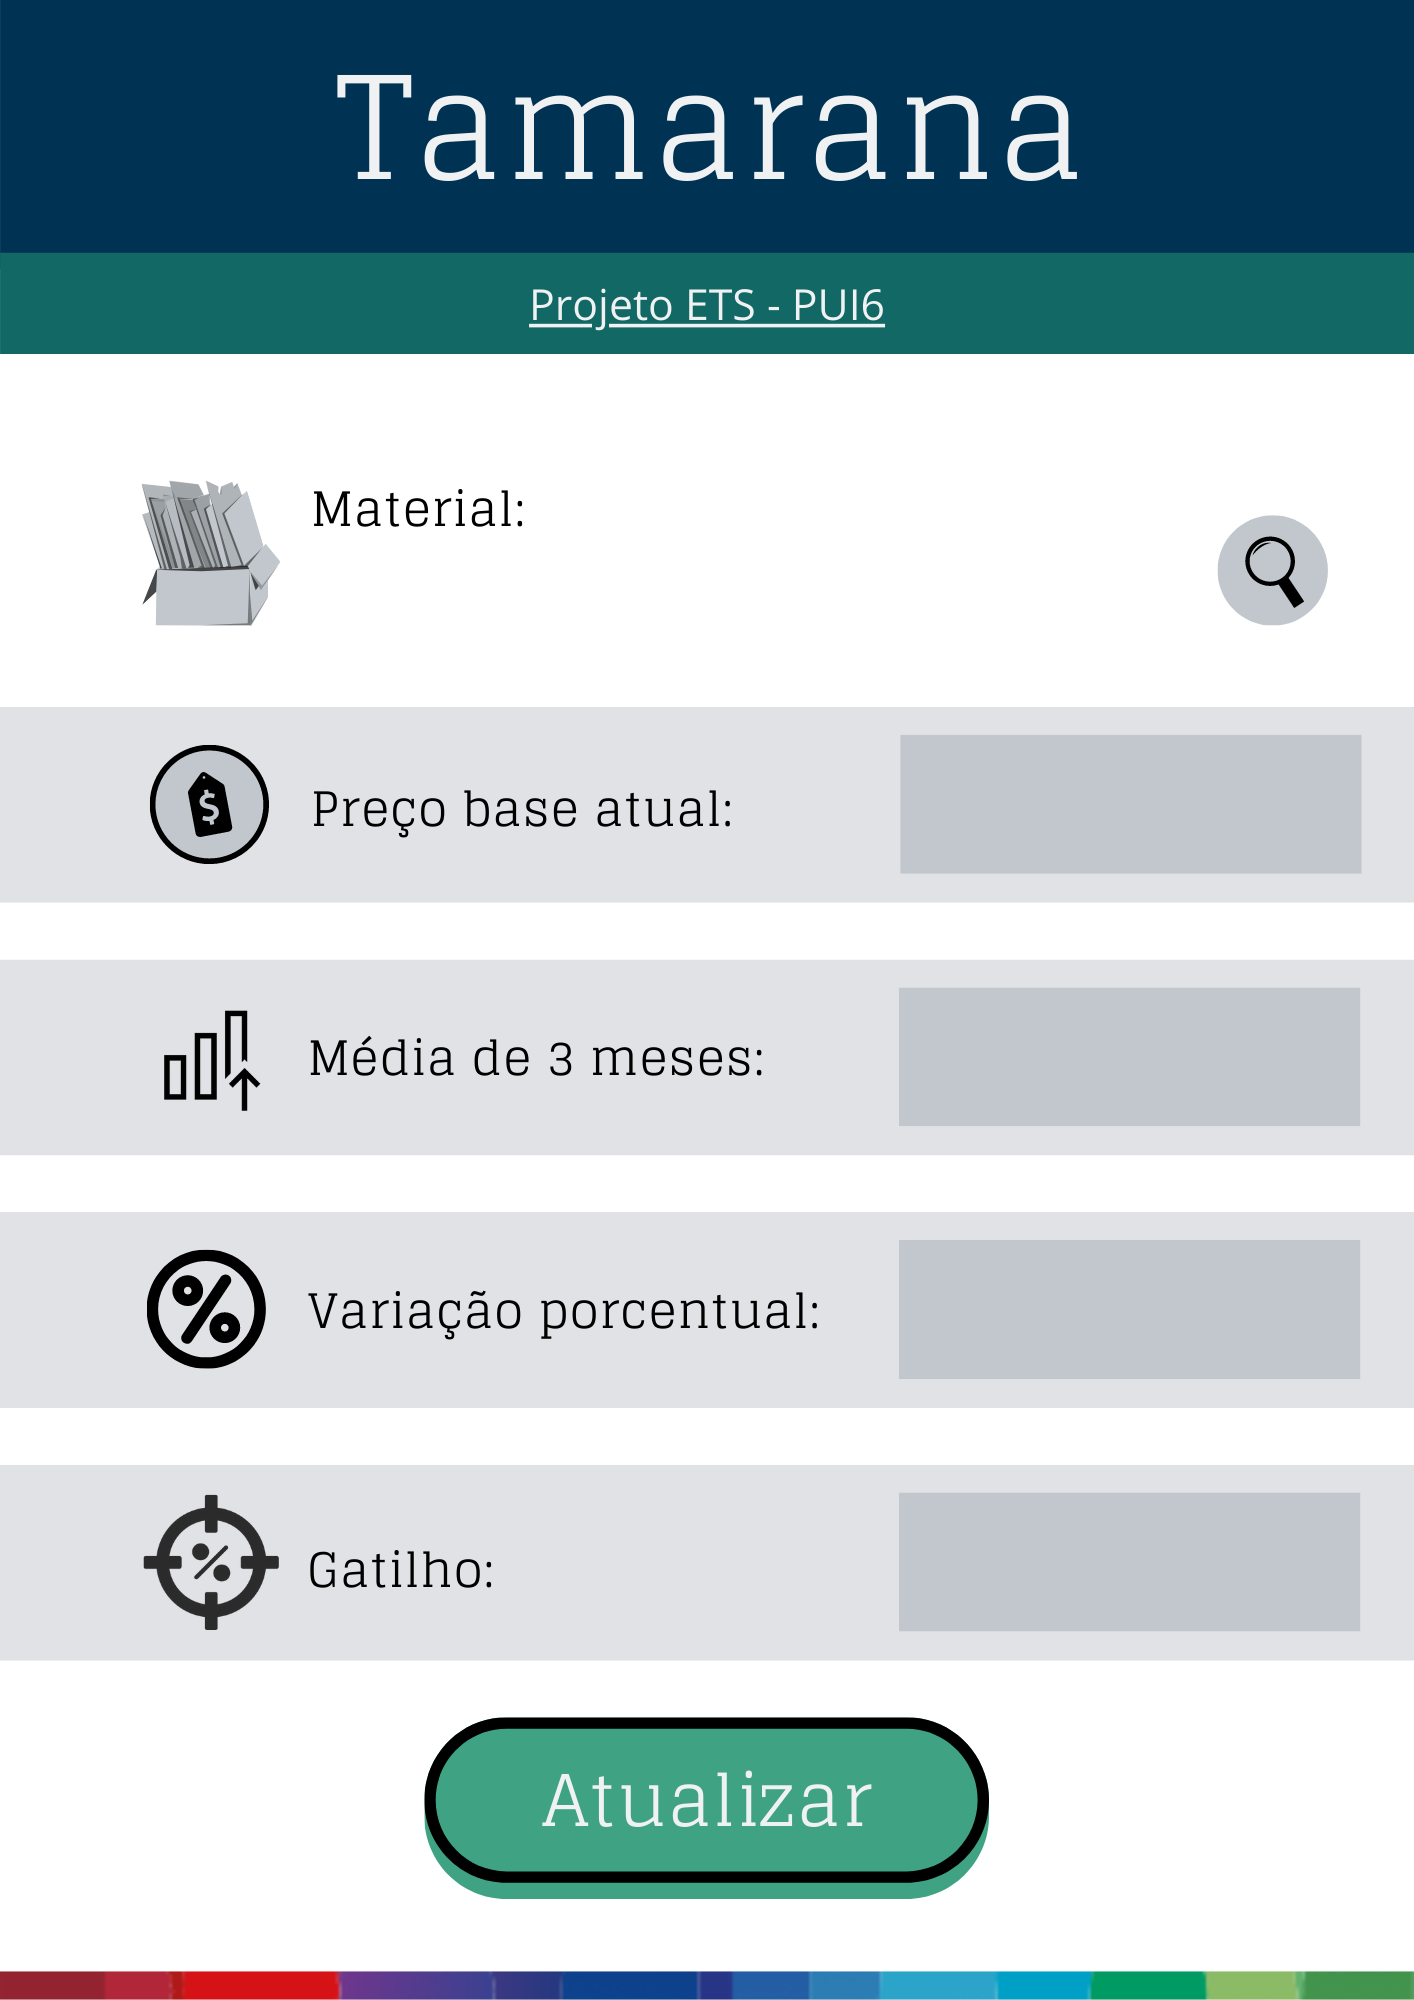 Tamarana
Projeto ETS - PUI6
Material:
Preço base atual:
Média de 3 meses:
Variação porcentual:
Gatilho:
Atualizar